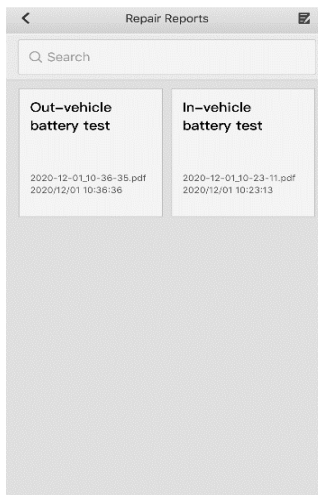 Repair Reports
Search
Out-vehicle
battery test
2020-12-01_10-36-35.pdf
2020/12/01 10:36:36
In-vehicle
battery test
2020-12-01_10-23-11.pdf
2020/12/01 10:23:13